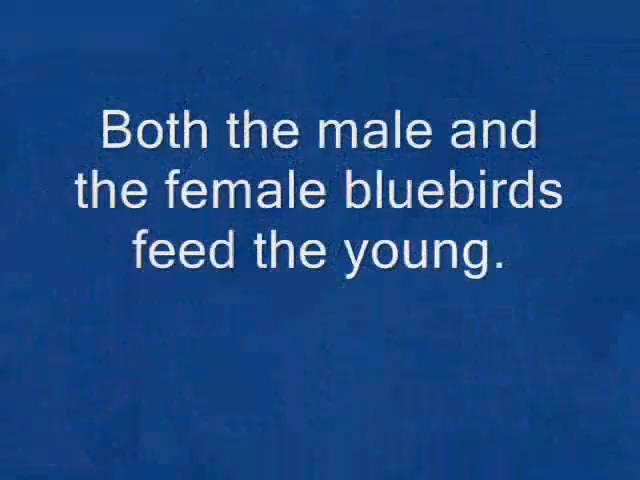 Both the male and
the female bluebirds
feed the young.